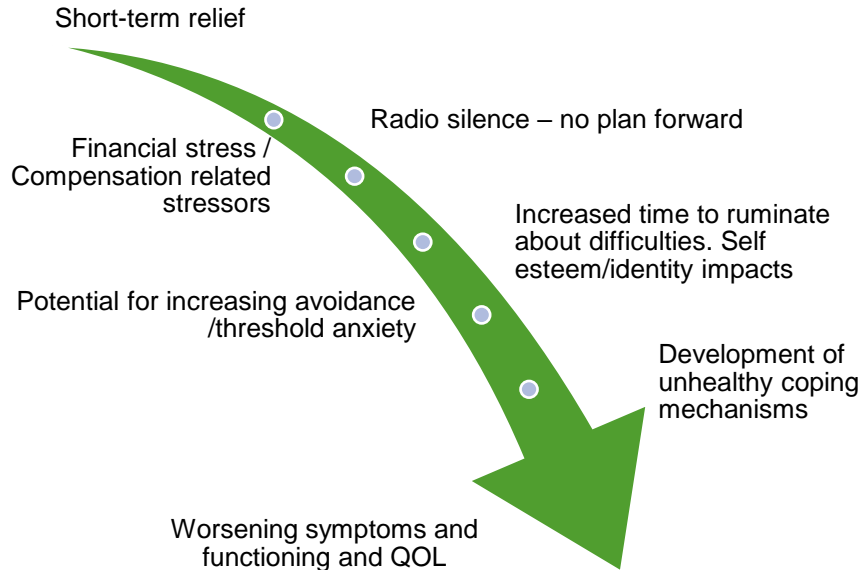 Short-term relief
Radio silence – no plan forward
Financial stress /
Compensation related
stressors
Increased time to ruminate
about difficulties. Self
esteem/identity impacts
Potential for increasing avoidance
/threshold anxiety
Development of
unhealthy coping
mechanisms
Worsening symptoms and
functioning and QOL